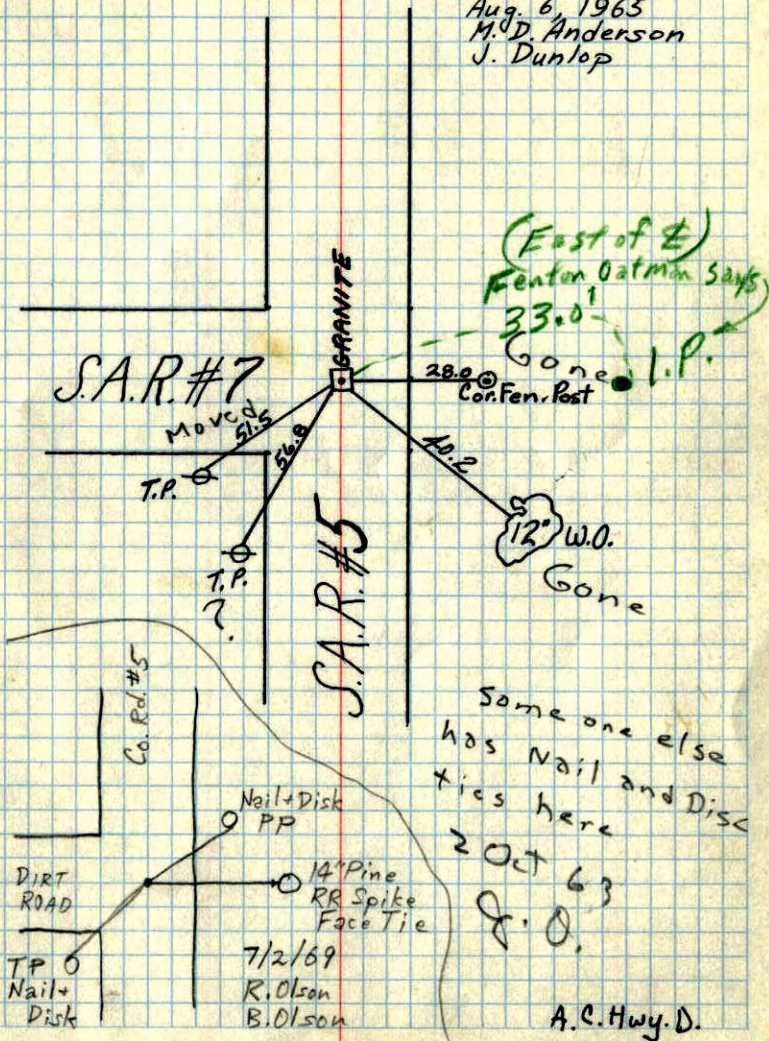 Aug. 6, 1965
M. D. Anderson
J. Dunlop
(East of ℄)
Fenton Oatman says
33.0'
I.P.
GRANITE
Gone
28.0
Cor. Fen. Post
S.A.R. #7
Moved
51.5
56.8
40.2
T.P.
T.P.
?
12" W.O.
Gone
S.A.R. #5
Some one else
has Nail and Disc
ties here
2 Oct 63
J.O.
Co. Rd. #5
Nail + Disk
PP
14" Pine
RR Spike
Face Tie
DIRT
ROAD
TP
Nail +
Disk
7/2/69
R. Olson
B. Olson
A.C. Hwy. D.